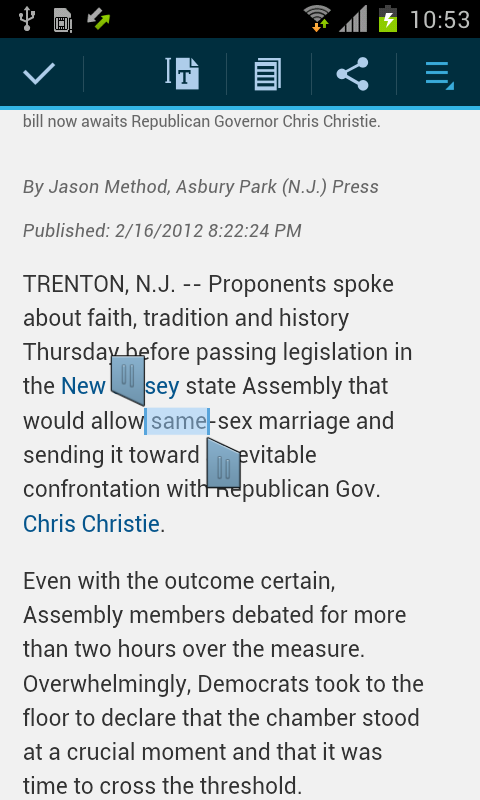 10:53
bill now awaits Republican Governor Chris Christie.
By Jason Method, Asbury Park (N.J.) Press
Published: 2/16/2012 8:22:24 PM
TRENTON, N.J. -- Proponents spoke
about faith, tradition and history
Thursday before passing legislation in
the New sey state Assembly that
would allow same-sex marriage and
sending it toward evitable
confrontation with Republican Gov.
Chris Christie.
Even with the outcome certain,
Assembly members debated for more
than two hours over the measure.
Overwhelmingly, Democrats took to the
floor to declare that the chamber stood
at a crucial moment and that it was
time to cross the threshold.